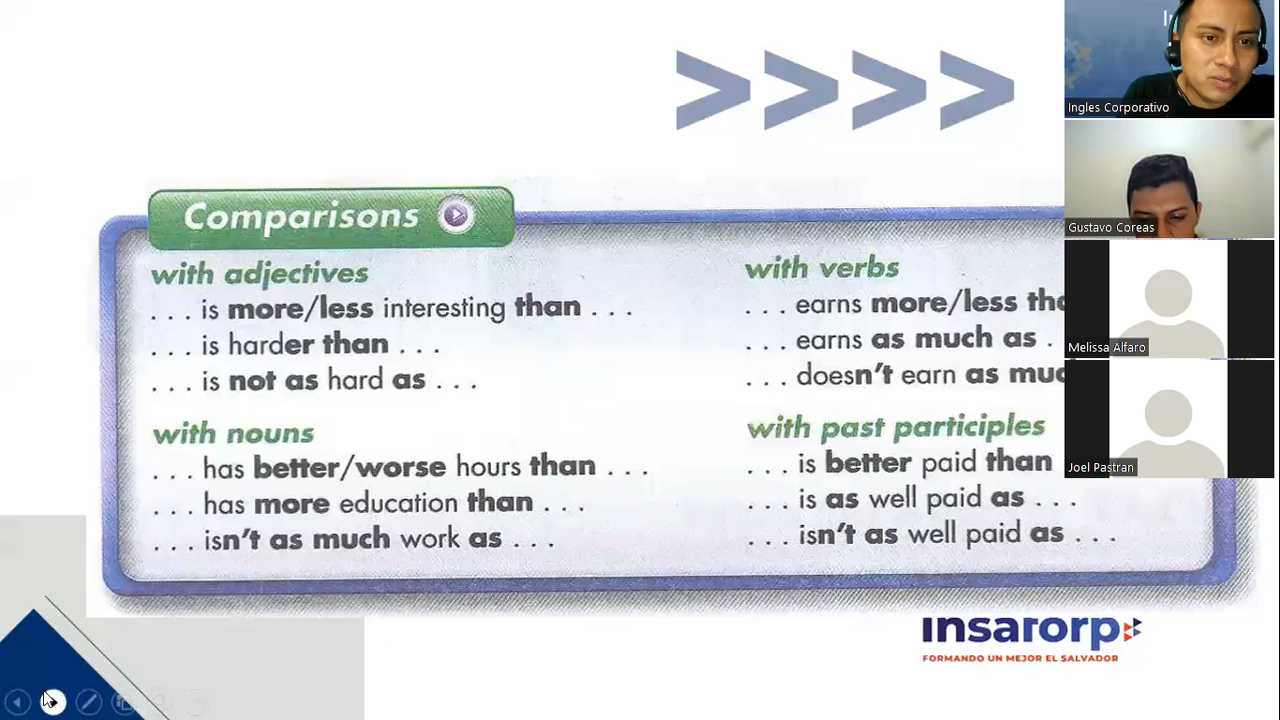 >>>>
Comparisons
with adjectives
. . . is more/less interesting than . . .
. . . is harder than . . .
. . . is not as hard as . . .
with nouns
. . . has better/worse hours than . . .
. . . has more education than . . .
. . . isn't as much work as . . .
with verbs
. . . earns more/less
. . . earns as much as .
. . . doesn't earn as
with past participles
. . . is better paid than
. . . is as well paid as . . .
. . . isn't as well paid as . . .
insarorp
FORMANDO UN MEJOR EL SALVADOR
Ingles Corporativo
Gustavo Coreas
Melissa Alfaro
Joel Pastran